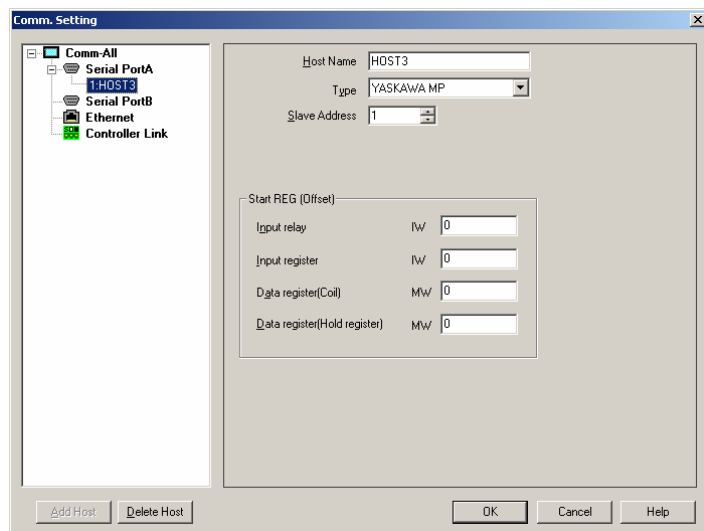 Comm. Setting
Comm-All
Serial PortA
1:HOST3
Serial PortB
Ethernet
Controller Link
Host Name HOST3
Type YASKAWA MP
Slave Address 1
Start REG (Offset)
Input relay IW 0
Input register IW 0
Data register(Coil) MW 0
Data register(Hold register) MW 0
Add Host Delete Host OK Cancel Help